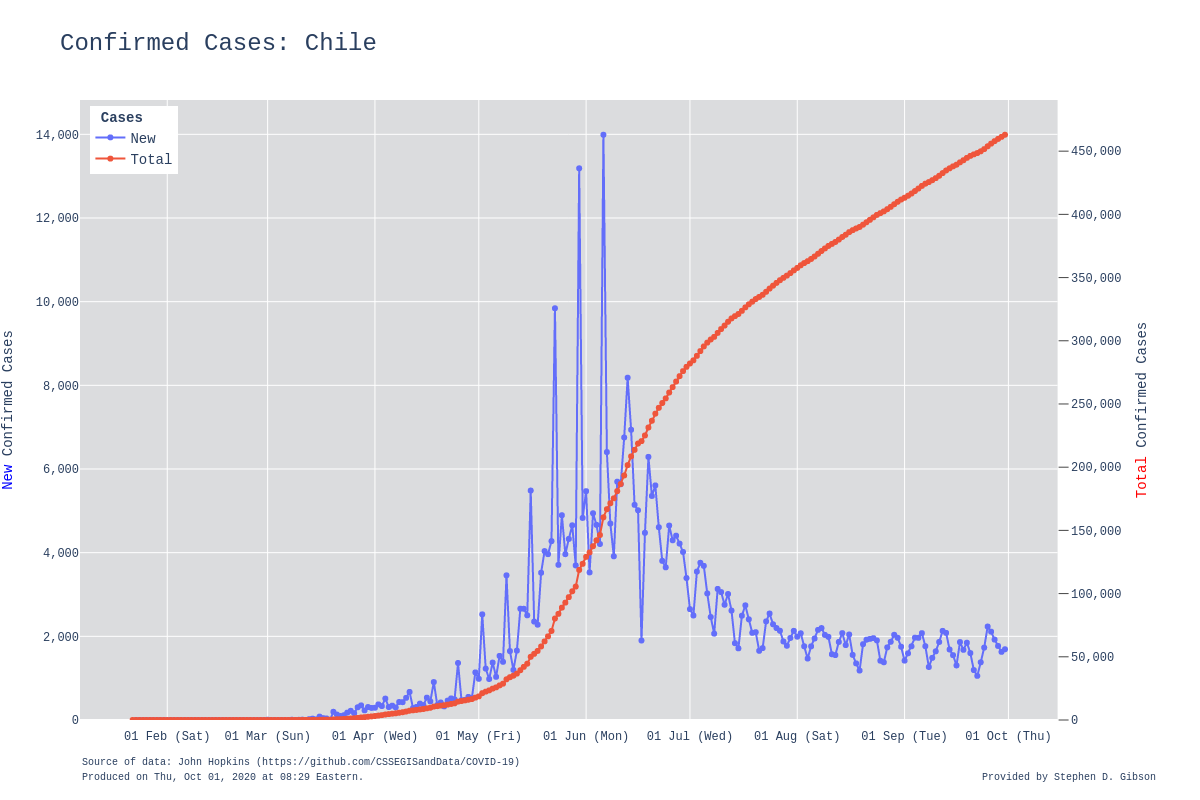 Confirmed Cases: Chile
Cases
New
Total
14,000
12,000
10,000
8,000
6,000
4,000
2,000
0
New Confirmed Cases
450,000
400,000
350,000
300,000
250,000
200,000
150,000
100,000
50,000
0
Total Confirmed Cases
01 Feb (Sat) 01 Mar (Sun) 01 Apr (Wed) 01 May (Fri) 01 Jun (Mon) 01 Jul (Wed) 01 Aug (Sat) 01 Sep (Tue) 01 Oct (Thu)
Source of data: John Hopkins (https://github.com/CSSEGISandData/COVID-19)
Produced on Thu, Oct 01, 2020 at 08:29 Eastern.
Provided by Stephen D. Gibson